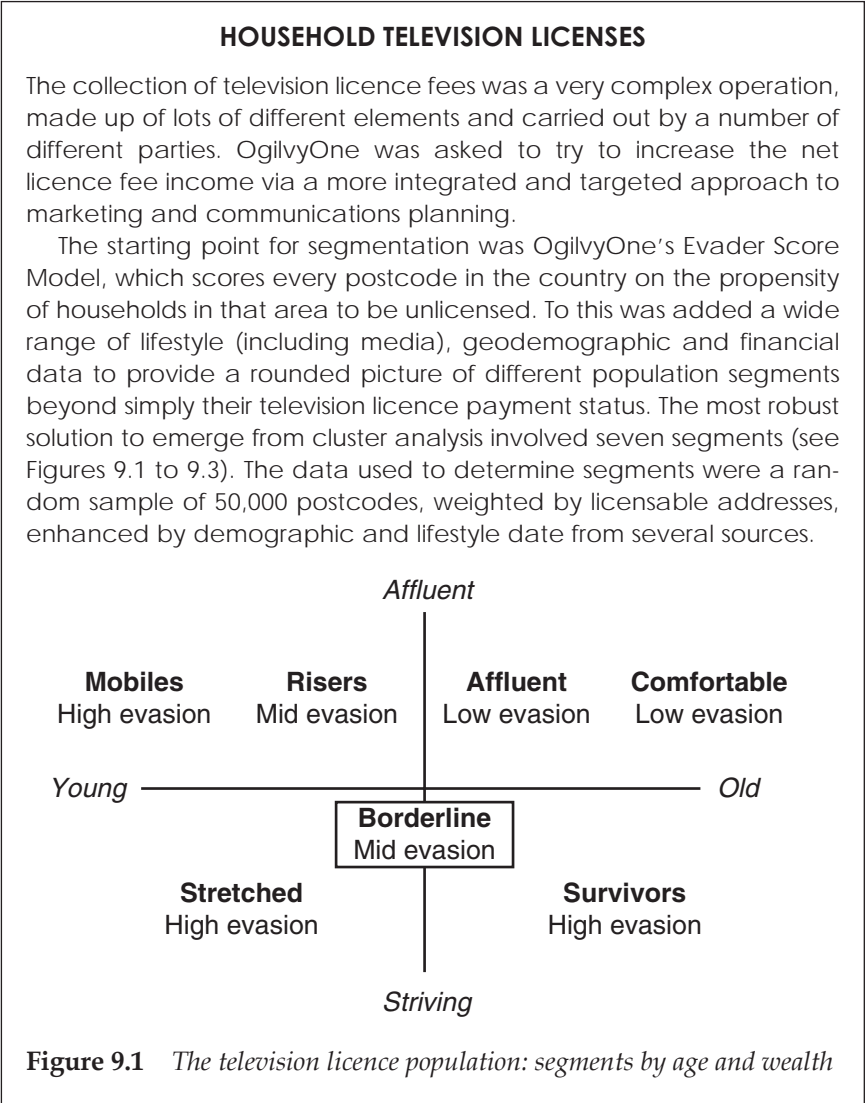 HOUSEHOLD TELEVISION LICENSES
The collection of television licence fees was a very complex operation,
made up of lots of different elements and carried out by a number of
different parties. OgilvyOne was asked to try to increase the net
licence fee income via a more integrated and targeted approach to
marketing and communications planning.
The starting point for segmentation was OgilvyOne's Evader Score
Model, which scores every postcode in the country on the propensity
of households in that area to be unlicensed. To this was added a wide
range of lifestyle (including media), geodemographic and financial
data to provide a rounded picture of different population segments
beyond simply their television licence payment status. The most robust
solution to emerge from cluster analysis involved seven segments (see
Figures 9.1 to 9.3). The data used to determine segments were a ran-
dom sample of 50,000 postcodes, weighted by licensable addresses,
enhanced by demographic and lifestyle date from several sources.
Affluent
Mobiles Risers Affluent Comfortable
High evasion Mid evasion Low evasion Low evasion
Young Old
Borderline
Mid evasion
Stretched Survivors
High evasion High evasion
Striving
Figure 9.1 The television licence population: segments by age and wealth